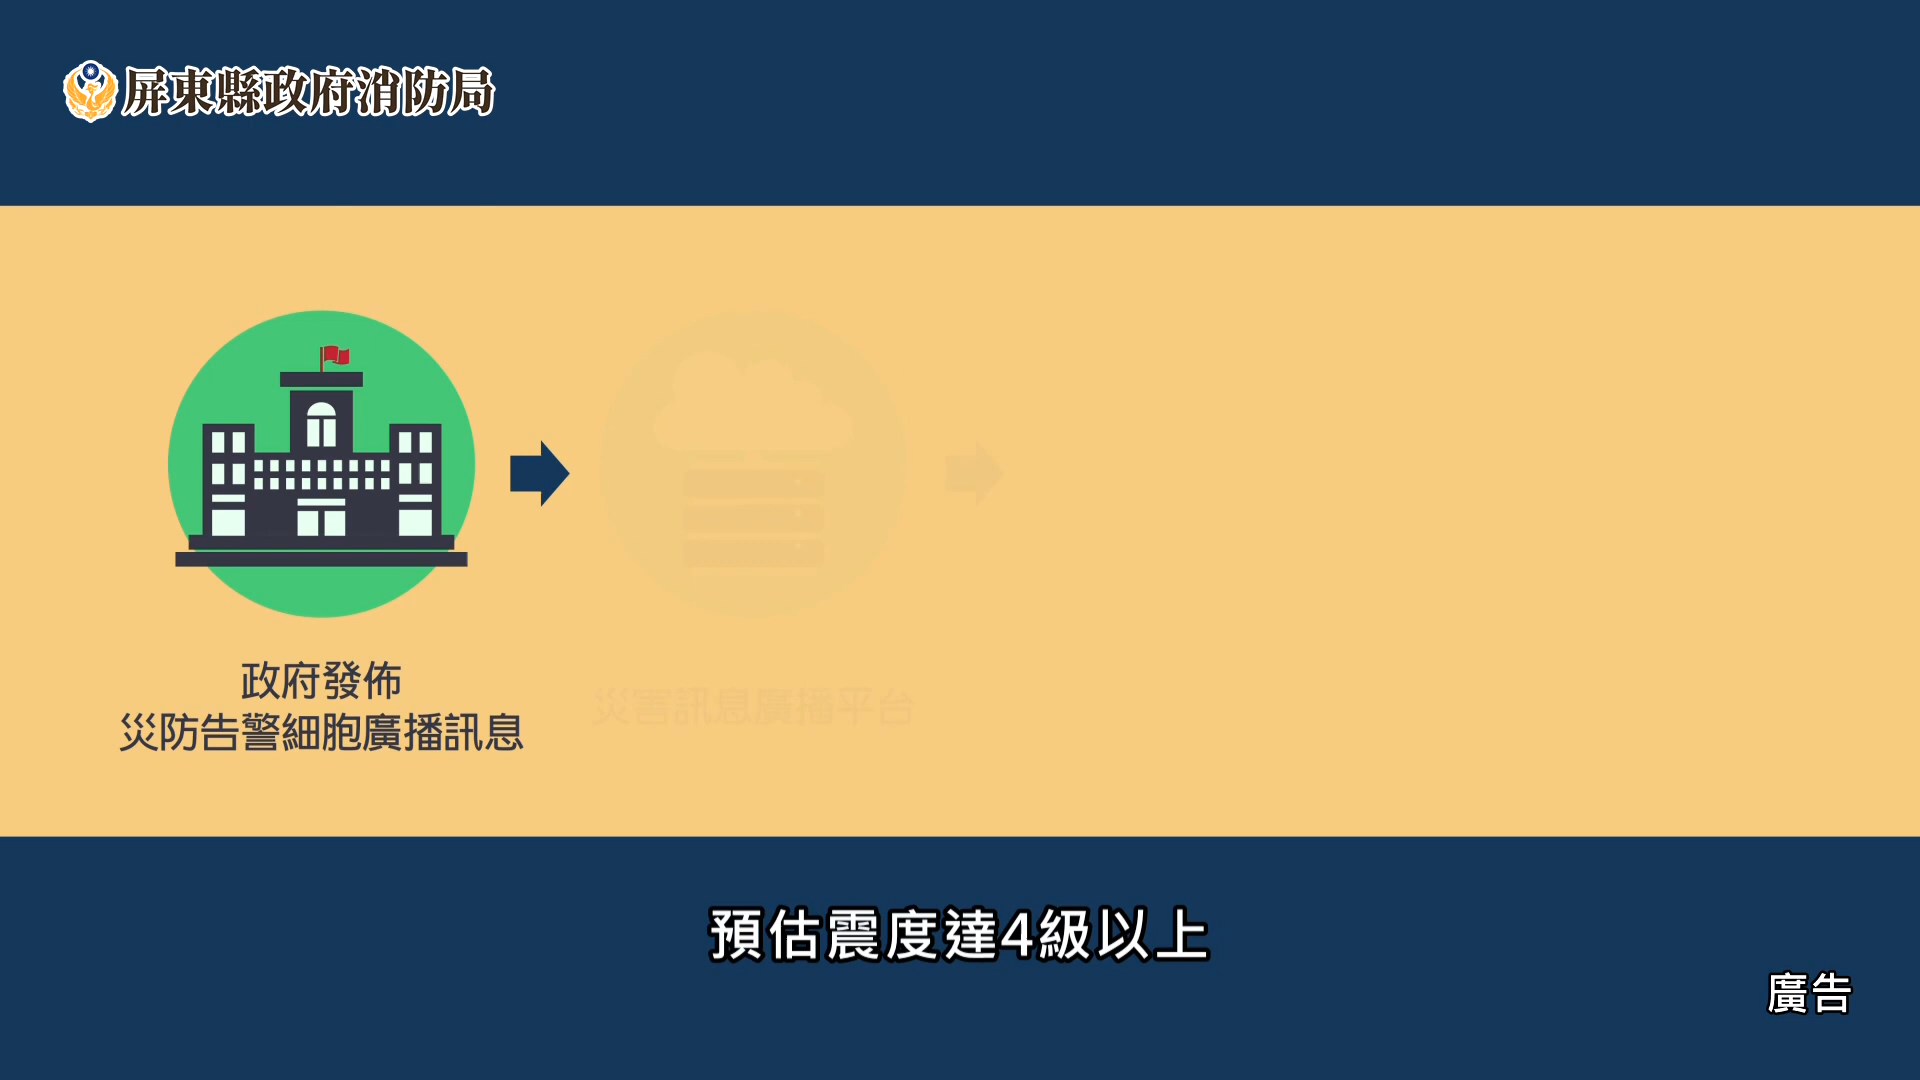 屏東縣政府消防局
政府發佈
災防告警細胞廣播訊息
災害訊息廣播平台
預估震度達4級以上
廣告